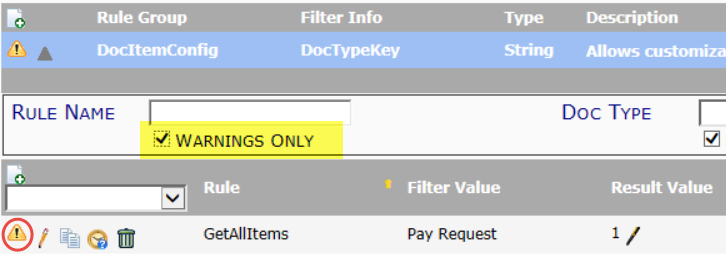 Rule Group Filter Info Type Description
DocItemConfig DocTypeKey String Allows customiza
RULE NAME DOC TYPE
WARNINGS ONLY
Rule Filter Value Result Value
GetAllItems Pay Request 1